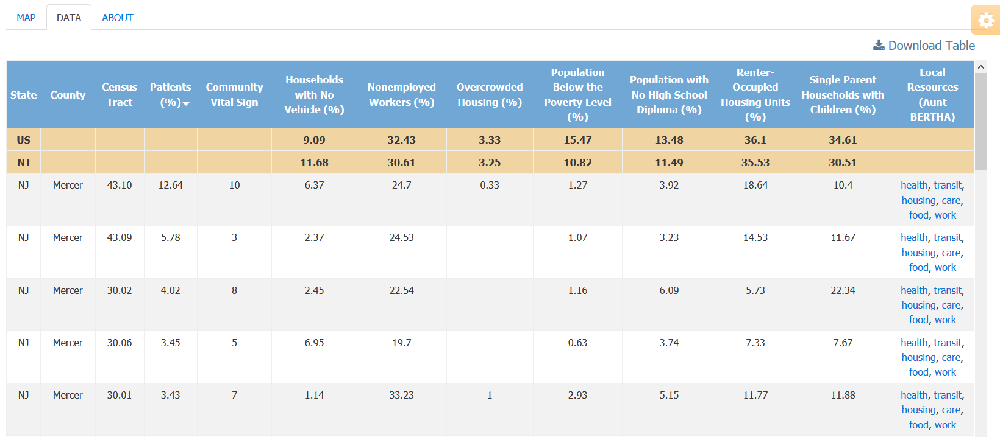 MAP DATA ABOUT
Download Table
State County Census Tract Patients (%) Community Vital Sign Households with No Vehicle (%) Nonemployed Workers (%) Overcrowded Housing (%) Population Below the Poverty Level (%) Population with No High School Diploma (%) Renter-Occupied Housing Units (%) Single Parent Households with Children (%) Local Resources (Aunt BERTHA)
US 9.09 32.43 3.33 15.47 13.48 36.1 34.61
NJ 11.68 30.61 3.25 10.82 11.49 35.53 30.51
NJ Mercer 43.10 12.64 10 6.37 24.7 0.33 1.27 3.92 18.64 10.4 health, transit,
housing, care,
food, work
NJ Mercer 43.09 5.78 3 2.37 24.53 1.07 3.23 14.53 11.67 health, transit,
housing, care,
food, work
NJ Mercer 30.02 4.02 8 2.45 22.54 1.16 6.09 5.73 22.34 health, transit,
housing, care,
food, work
NJ Mercer 30.06 3.45 5 6.95 19.7 0.63 3.74 7.33 7.67 health, transit,
housing, care,
food, work
NJ Mercer 30.01 3.43 7 1.14 33.23 1 2.93 5.15 11.77 11.88 health, transit,
housing, care,
food, work